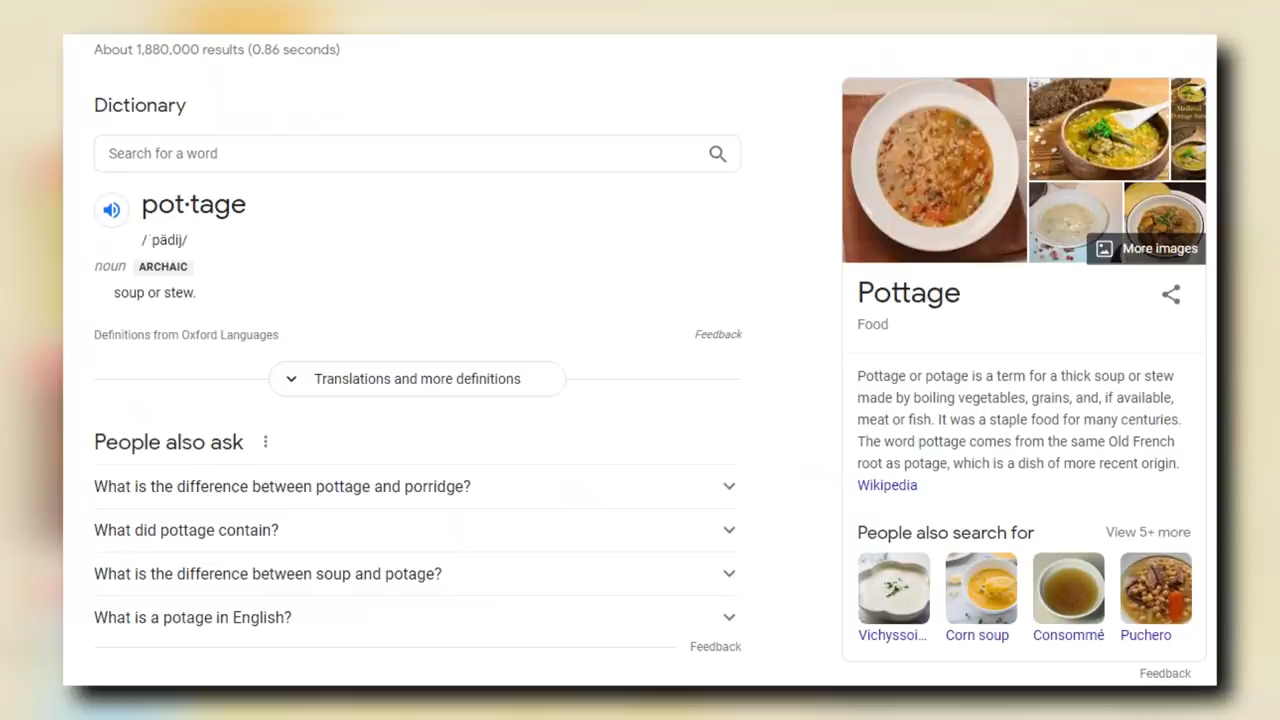 About 1,880,000 results (0.86 seconds)
Dictionary
Search for a word
pot·tage
/ˈpädij/
noun ARCHAIC
soup or stew.
Definitions from Oxford Languages
Feedback
Translations and more definitions
People also ask
What is the difference between pottage and porridge?
What did pottage contain?
What is the difference between soup and potage?
What is a potage in English?
Feedback
Medieval
More images
Pottage
Food
Pottage or potage is a term for a thick soup or stew
made by boiling vegetables, grains, and, if available,
meat or fish. It was a staple food for many centuries.
The word pottage comes from the same Old French
root as potage, which is a dish of more recent origin.
Wikipedia
People also search for
View 5+ more
Vichyssoi...
Corn soup
Consommé
Puchero
Feedback